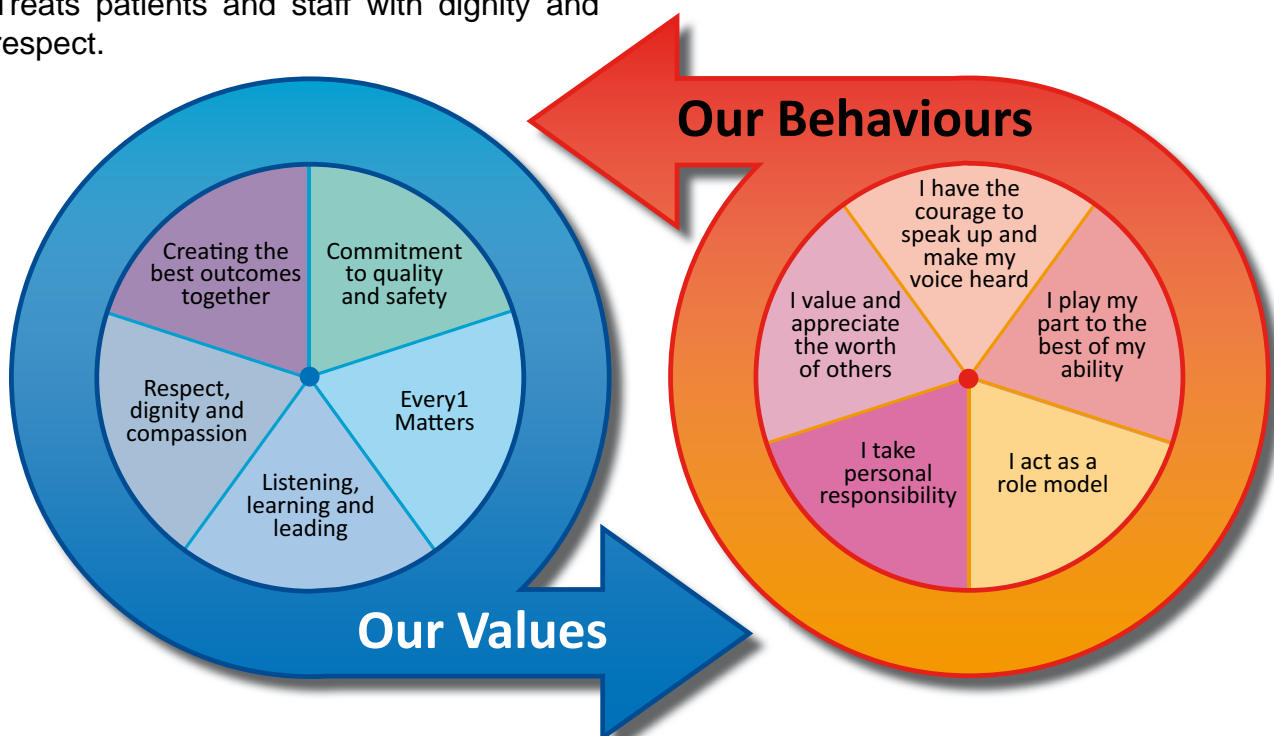 Treats patients and staff with dignity and
respect.
Our Behaviours
Creating the
best outcomes
together
Commitment
to quality
and safety
Every1
Matters
Listening,
learning and
leading
Respect,
dignity and
compassion
Our Values
I have the
courage to
speak up and
make my
voice heard
I play my
part to the
best of my
ability
I act as a
role model
I take
personal
responsibility
I value and
appreciate
the worth
of others